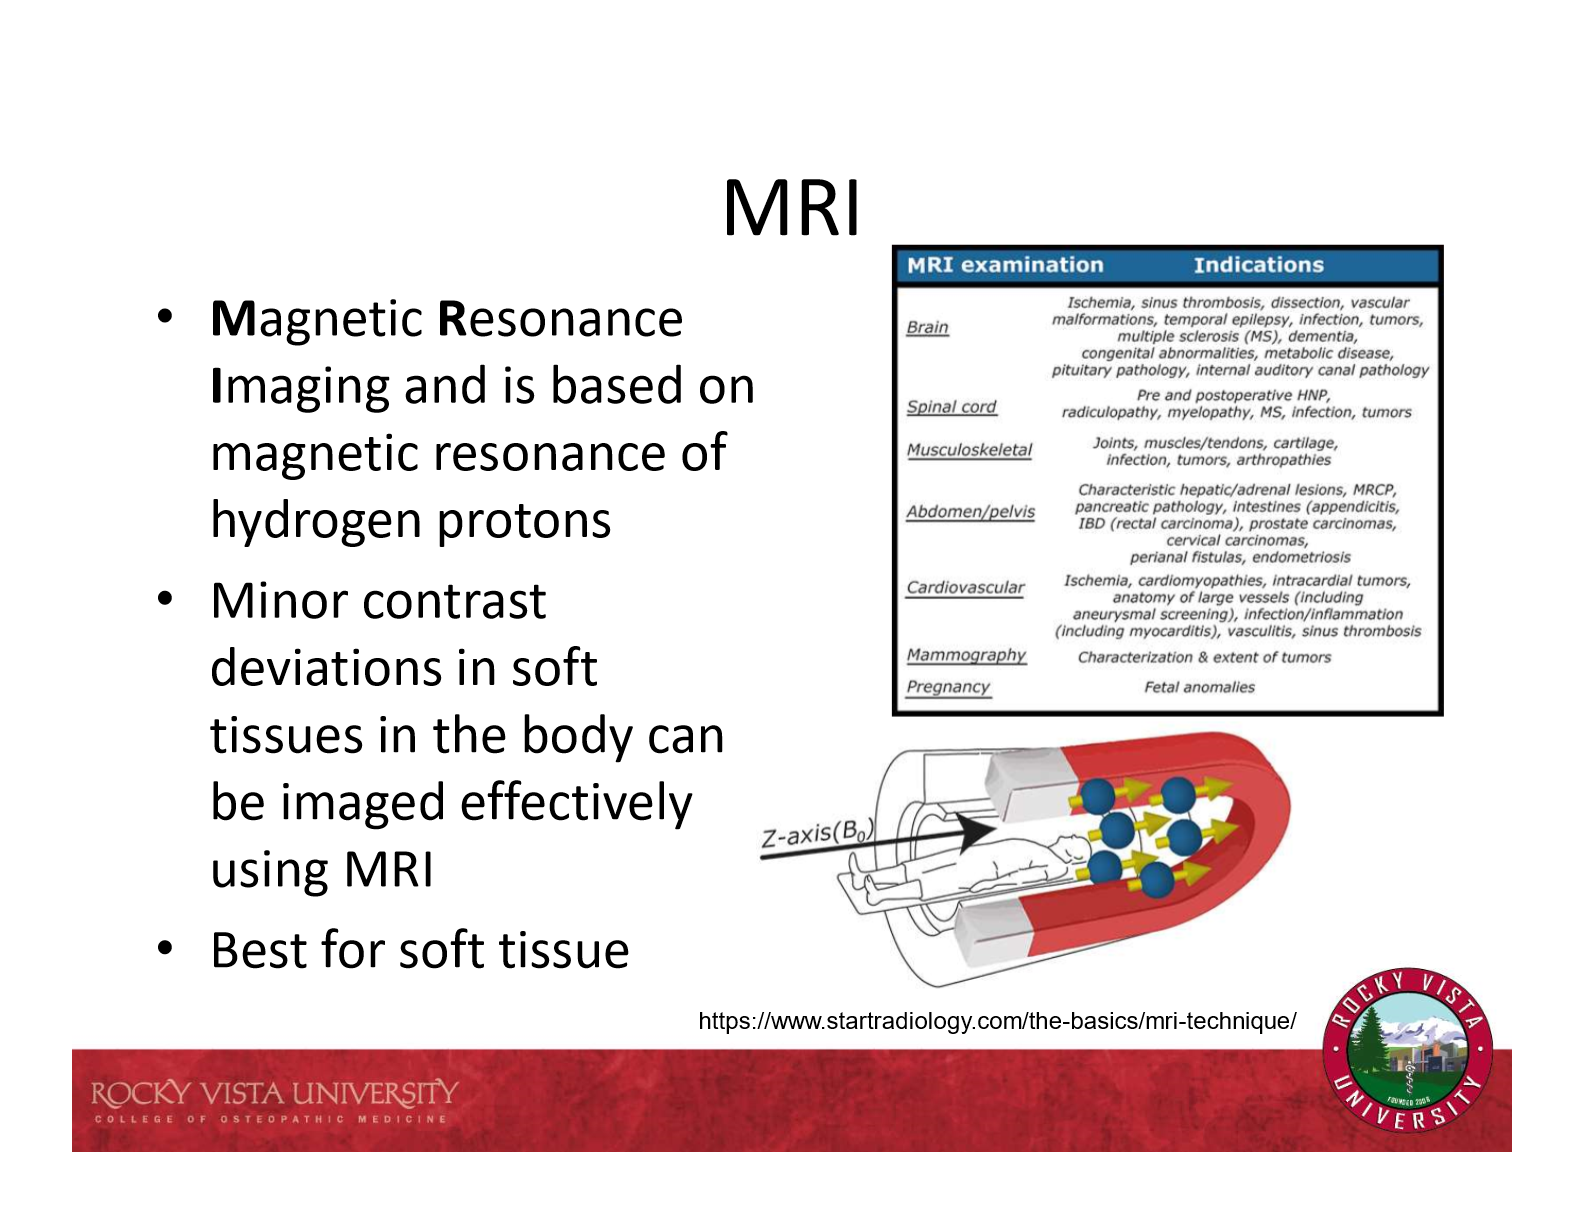 MRI
• Magnetic Resonance
Imaging and is based on
magnetic resonance of
hydrogen protons
• Minor contrast
deviations in soft
tissues in the body can
be imaged effectively
using MRI
• Best for soft tissue
MRI examination Indications
Brain
Ischemia, sinus thrombosis, dissection, vascular
malformations, temporal epilepsy, infection, tumors,
multiple sclerosis (MS), dementia,
congenital abnormalities, metabolic disease,
pituitary pathology, internal auditory canal pathology
Spinal cord
Pre and postoperative HNP,
radiculopathy, myelopathy, MS, infection, tumors
Musculoskeletal
Joints, muscles/tendons, cartilage,
infection, tumors, arthropathies
Abdomen/pelvis
Characteristic hepatic/adrenal lesions, MRCP,
pancreatic pathology, intestines (appendicitis,
IBD (rectal carcinoma), prostate carcinomas,
cervical carcinomas,
perianal fistulas, endometriosis
Cardiovascular
Ischemia, cardiomyopathies, intracardial tumors,
anatomy of large vessels (including
aneurysmal screening), infection/inflammation
(including myocarditis), vasculitis, sinus thrombosis
Mammography
Characterization & extent of tumors
Pregnancy
Fetal anomalies
Z-axis(B₀)
https://www.startradiology.com/the-basics/mri-technique/
ROCKY VISTA UNIVERSITY
COLLEGE OF OSTEOPATHIC MEDICINE
ROCKY VISTA
UNIVERSITY
FOUNDED 2006